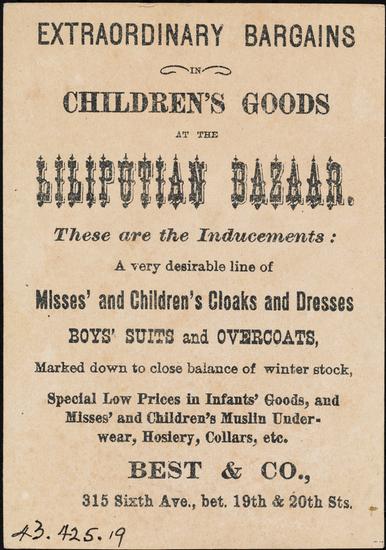 EXTRAORDINARY BARGAINS
IN
CHILDREN'S GOODS
AT THE
LILIPUTIAN BAZAAR.
These are the Inducements:
A very desirable line of
Misses' and Children's Cloaks and Dresses
BOYS' SUITS and OVERCOATS,
Marked down to close balance of winter stock,
Special Low Prices in Infants' Goods, and
Misses' and Children's Muslin Under-
wear, Hosiery, Collars, etc.
BEST & CO.,
315 Sixth Ave., bet. 19th & 20th Sts.
43.425.19